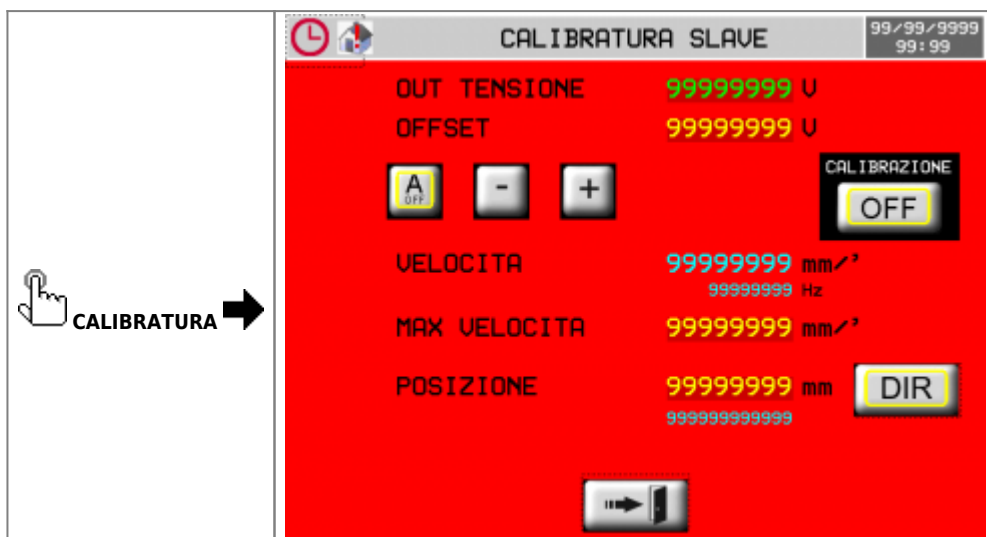 CALIBRATURA
CALIBRATURA SLAVE
99/99/9999
99:99
OUT TENSIONE 99999999 V
OFFSET 99999999 V
A OFF - +
CALIBRAZIONE
OFF
VELOCITA 99999999 mm/'
99999999 Hz
MAX VELOCITA 99999999 mm/'
POSIZIONE 99999999 mm DIR
999999999999